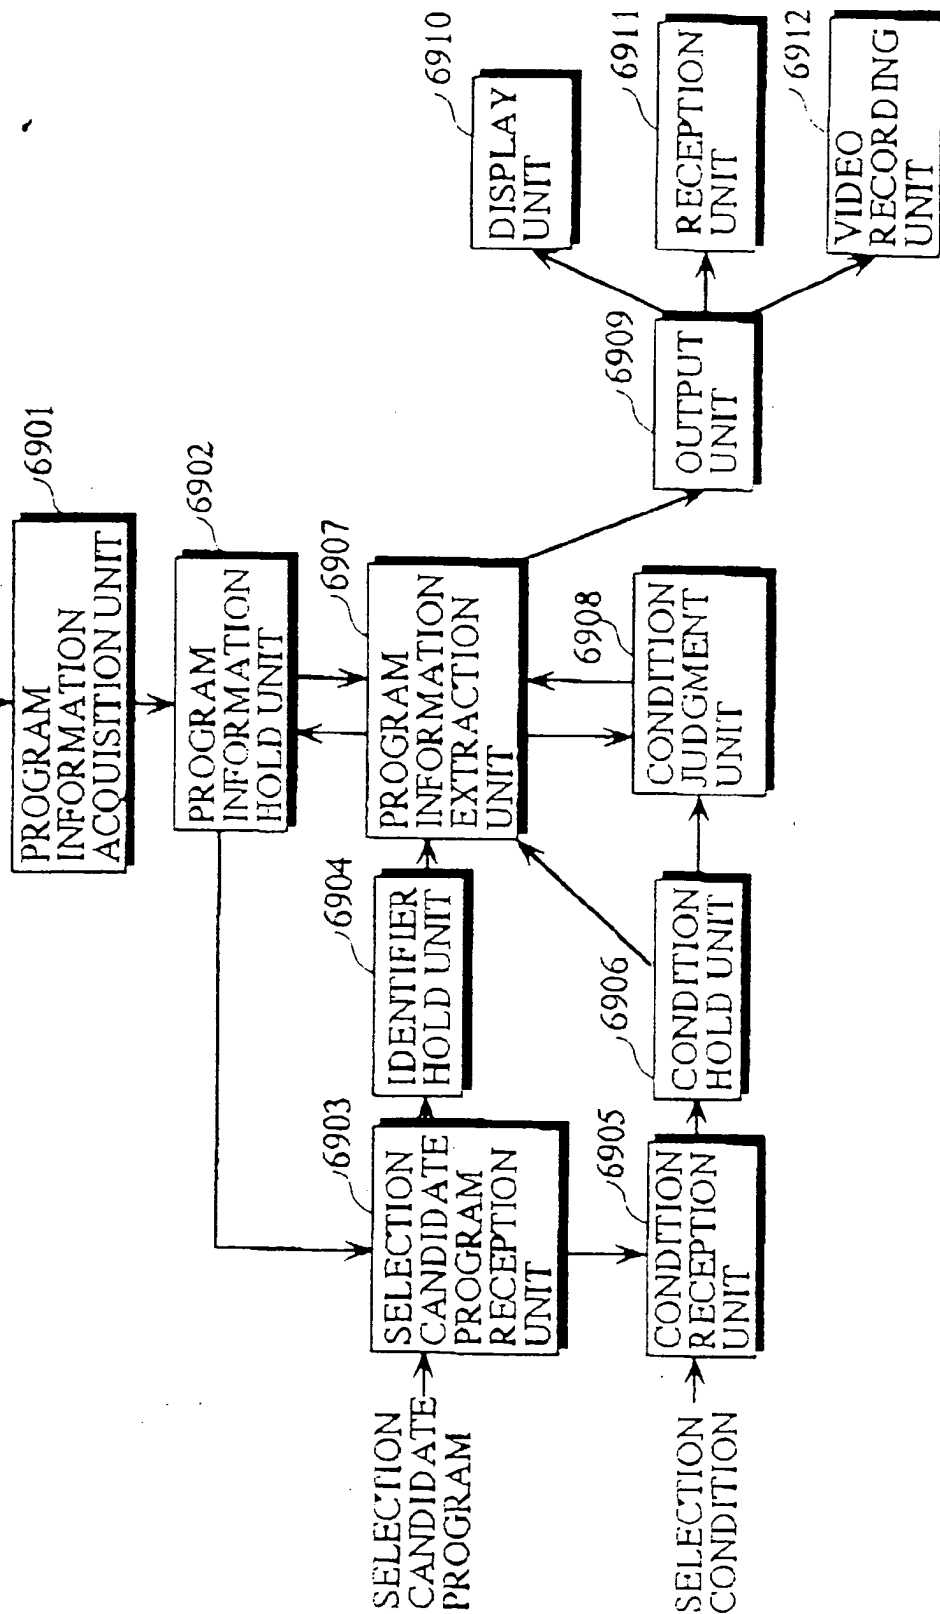 6901
PROGRAM
INFORMATION
ACQUISITION UNIT
6902
PROGRAM
INFORMATION
HOLD UNIT
6903
SELECTION
CANDIDATE
PROGRAM
RECEPTION
UNIT
6904
IDENTIFIER
HOLD UNIT
6907
PROGRAM
INFORMATION
EXTRACTION
UNIT
SELECTION
CANDIDATE
PROGRAM
6905
CONDITION
RECEPTION
UNIT
6906
CONDITION
HOLD UNIT
6908
CONDITION
JUDGMENT
UNIT
SELECTION
CONDITION
6909
OUTPUT
UNIT
6910
DISPLAY
UNIT
6911
RECEPTION
UNIT
6912
VIDEO
RECORDING
UNIT